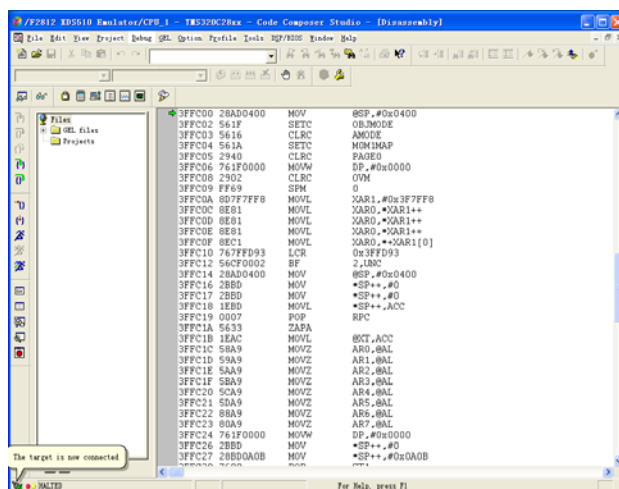 /F2812 XDS510 Emulator/CPU_1 - TMS320C28xx - Code Composer Studio - [Disassembly]
File Edit View Project Debug GEL Option Profile Tools DSP/BIOS Window Help
Files
GEL files
Projects
3FFC00 28AD0400 MOV @SP,#0x0400
3FFC02 561F SETC OBJMODE
3FFC03 5616 CLRC AMODE
3FFC04 561A SETC M0M1MAP
3FFC05 2940 CLRC PAGE0
3FFC06 761F0000 MOVW DP,#0x0000
3FFC08 2902 CLRC OVM
3FFC09 FF69 SPM 0
3FFC0A 8D7F7FF8 MOVL XAR1,#0x3F7FF8
3FFC0C 8E81 MOVL XAR0,*XAR1++
3FFC0D 8E81 MOVL XAR0,*XAR1++
3FFC0E 8E81 MOVL XAR0,*XAR1++
3FFC0F 8EC1 MOVL XAR0,*+XAR1[0]
3FFC10 767FFD93 LCR 0x3FFD93
3FFC12 56CF0002 BF 2,UNC
3FFC14 28AD0400 MOV @SP,#0x0400
3FFC16 2BBD MOV *SP++,#0
3FFC17 2BBD MOV *SP++,#0
3FFC18 1EBD MOVL *SP++,ACC
3FFC19 0007 POP RPC
3FFC1A 5633 ZAPA
3FFC1B 1EAC MOVL @XT,ACC
3FFC1C 58A9 MOVZ AR0,@AL
3FFC1D 59A9 MOVZ AR1,@AL
3FFC1E 5AA9 MOVZ AR2,@AL
3FFC1F 5BA9 MOVZ AR3,@AL
3FFC20 5CA9 MOVZ AR4,@AL
3FFC21 5DA9 MOVZ AR5,@AL
3FFC22 88A9 MOVZ AR6,@AL
3FFC23 80A9 MOVZ AR7,@AL
3FFC24 761F0000 MOVW DP,#0x0000
3FFC26 2BBD MOV *SP++,#0
3FFC27 28BD0A0B MOV *SP++,#0x0A0B
The target is now connected
HALTED
For Help, press F1